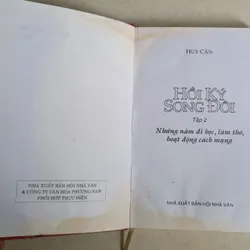 NHÀ XUẤT BẢN HỘI NHÀ VĂN
& CÔNG TY VĂN HÓA PHƯƠNG NAM
PHỐI HỢP THỰC HIỆN
HUY CẬN
HỒI KÝ
SONG ĐÔI
Tập 2
Những năm đi học, làm thơ,
hoạt động cách mạng
NHÀ XUẤT BẢN HỘI NHÀ VĂN